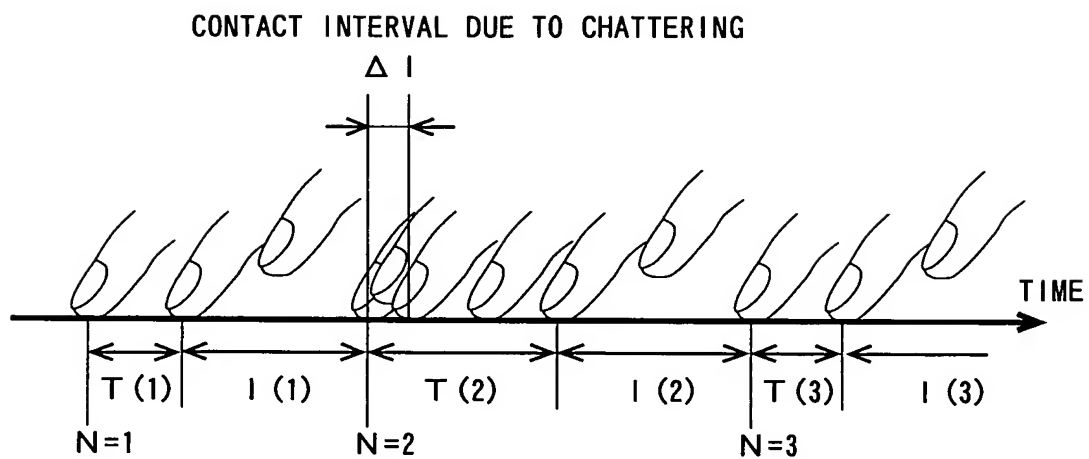 CONTACT INTERVAL DUE TO CHATTERING
Δ I
TIME
T(1) I(1) T(2) I(2) T(3) I(3)
N=1 N=2 N=3